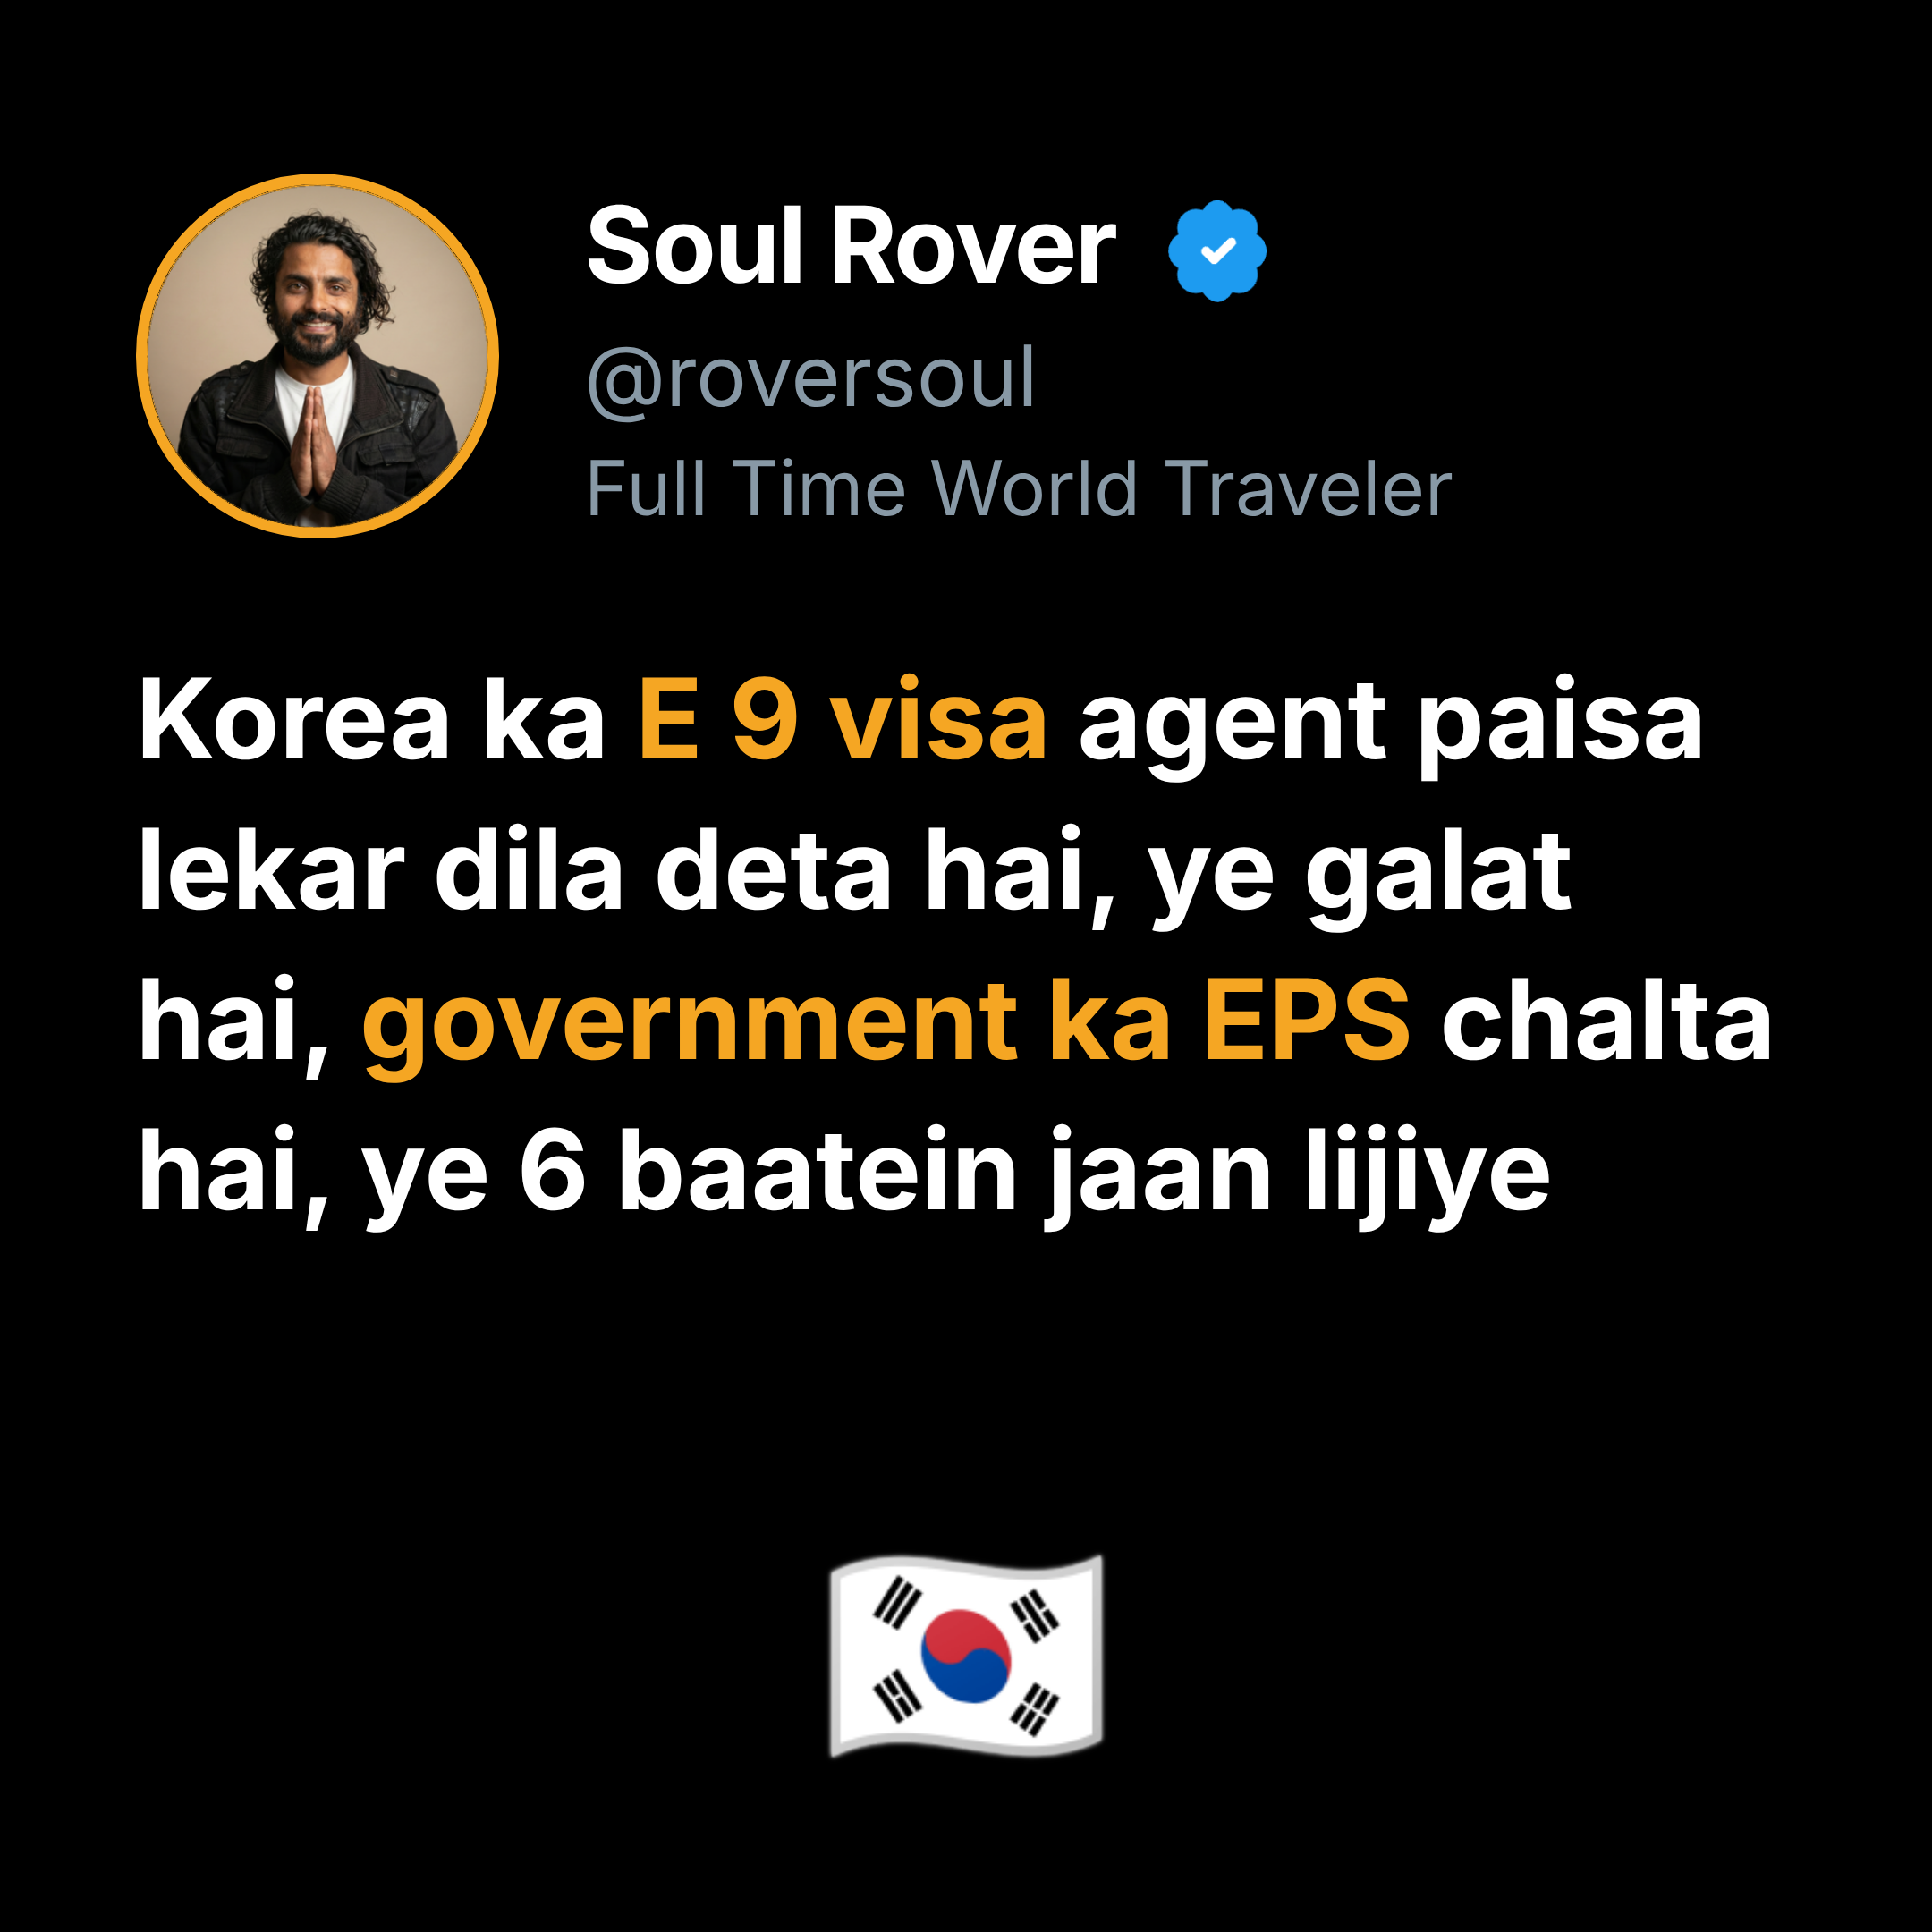 Soul Rover
@roversoul
Full Time World Traveler
Korea ka E 9 visa agent paisa
lekar dila deta hai, ye galat
hai, government ka EPS chalta
hai, ye 6 baatein jaan lijiye